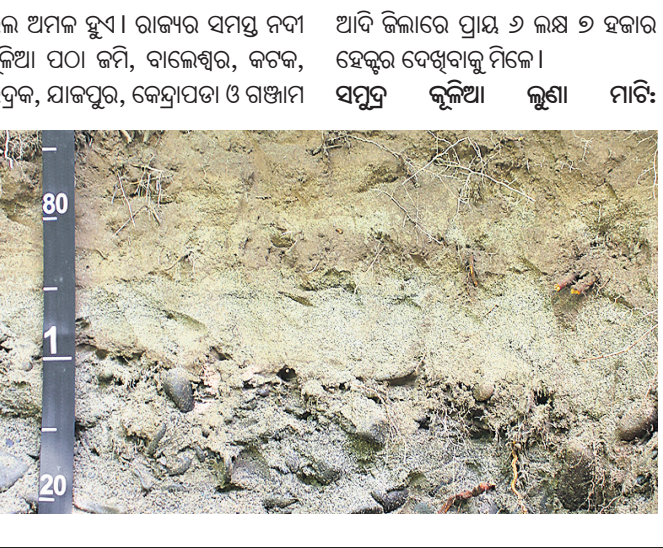 ଅମଳ ହୁଏ । ରାଜ୍ୟର ସମସ୍ତ ନଦୀ
ପଠା ଜମି, ବାଲେଶ୍ୱର, କଟକ,
ଯାଜପୁର, କେନ୍ଦ୍ରାପଡା ଓ ଗଞ୍ଜାମ
ଆଦି ଜିଲାରେ ପ୍ରାୟ ୬ ଲକ୍ଷ ୭ ହଜାର
ହେକ୍ଟର ଦେଖିବାକୁ ମିଳେ ।
ସମୁଦ୍ର କୂଳିଆ ଲୁଣା ମାଟି:
80
1
20